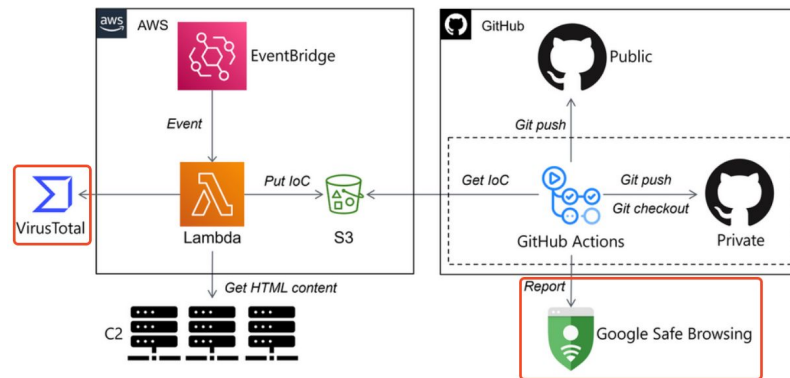 aws
AWS
EventBridge
Event
VirusTotal
Put IoC
Lambda
S3
Get HTML content
C2
GitHub
Public
Git push
Get IoC
Git push
Git checkout
GitHub Actions
Private
Report
Google Safe Browsing